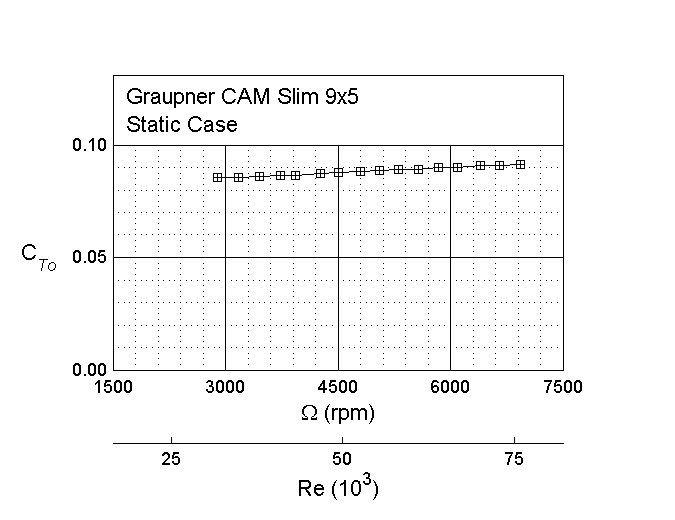 Graupner CAM Slim 9x5
Static Case
0.10
C_To 0.05
0.00
1500 3000 4500 6000 7500
Ω (rpm)
25 50 75
Re (10³)